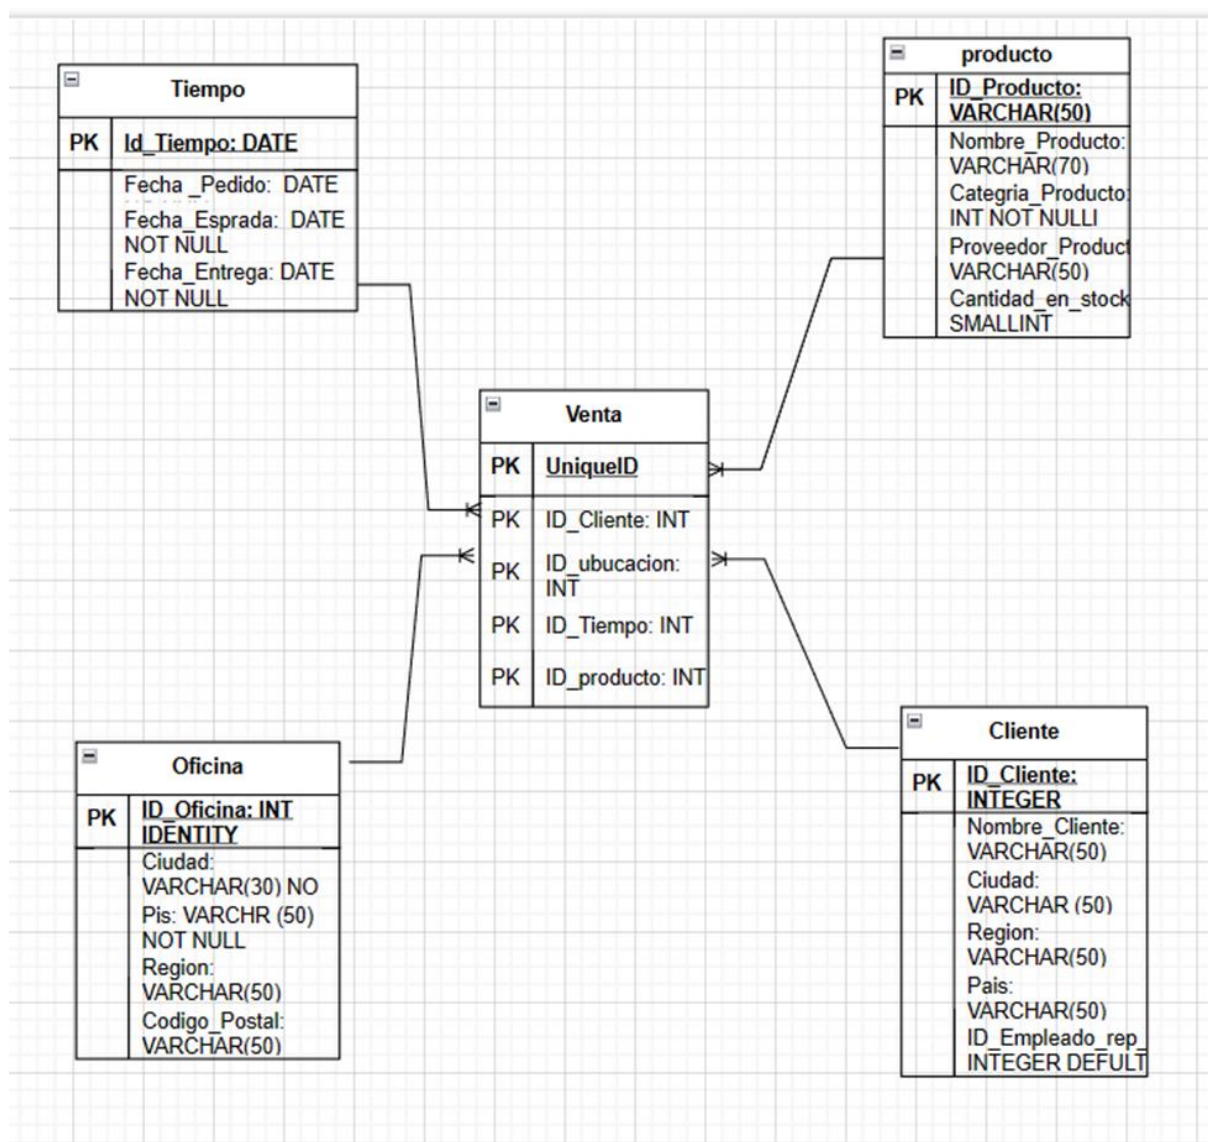 Tiempo
PK
Id_Tiempo: DATE
Fecha _Pedido: DATE
Fecha_Esprada: DATE
NOT NULL
Fecha_Entrega: DATE
NOT NULL
producto
PK
ID_Producto:
VARCHAR(50)
Nombre_Producto:
VARCHAR(70)
Categria_Producto:
INT NOT NULLI
Proveedor_Product
VARCHAR(50)
Cantidad_en_stock
SMALLINT
Venta
PK
UniqueID
PK
ID_Cliente: INT
PK
ID_ubucacion:
INT
PK
ID_Tiempo: INT
PK
ID_producto: INT
Oficina
PK
ID_Oficina: INT
IDENTITY
Ciudad:
VARCHAR(30) NO
Pis: VARCHR (50)
NOT NULL
Region:
VARCHAR(50)
Codigo_Postal:
VARCHAR(50)
Cliente
PK
ID_Cliente:
INTEGER
Nombre_Cliente:
VARCHAR(50)
Ciudad:
VARCHAR (50)
Region:
VARCHAR(50)
Pais:
VARCHAR(50)
ID_Empleado_rep_
INTEGER DEFULT